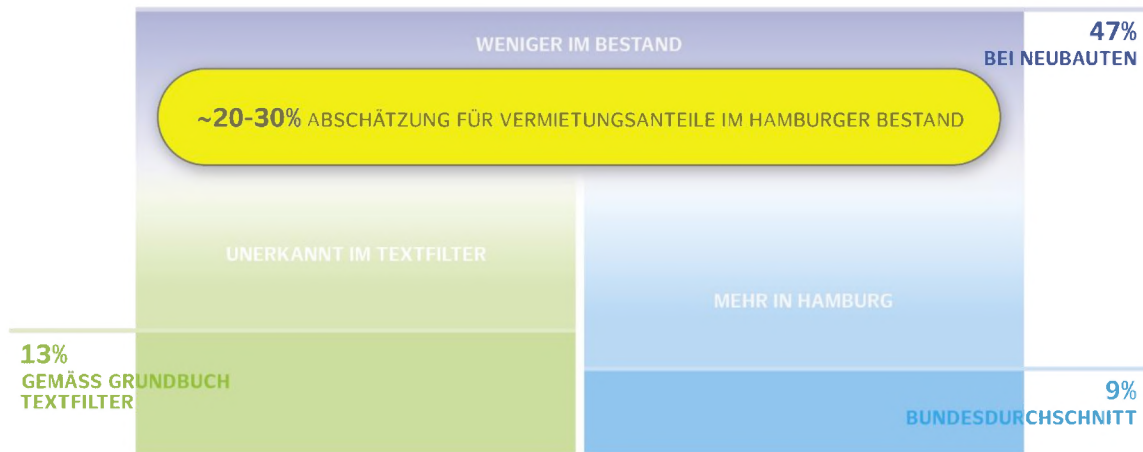 47%
WENIGER IM BESTAND
BEI NEUBAUTEN
~20-30% ABSCHÄTZUNG FÜR VERMIETUNGSANTEILE IM HAMBURGER BESTAND
UNERKANNT IM TEXTFILTER
MEHR IN HAMBURG
13%
GEMÄSS GRUNDBUCH
TEXTFILTER
9%
BUNDESDURCHSCHNITT